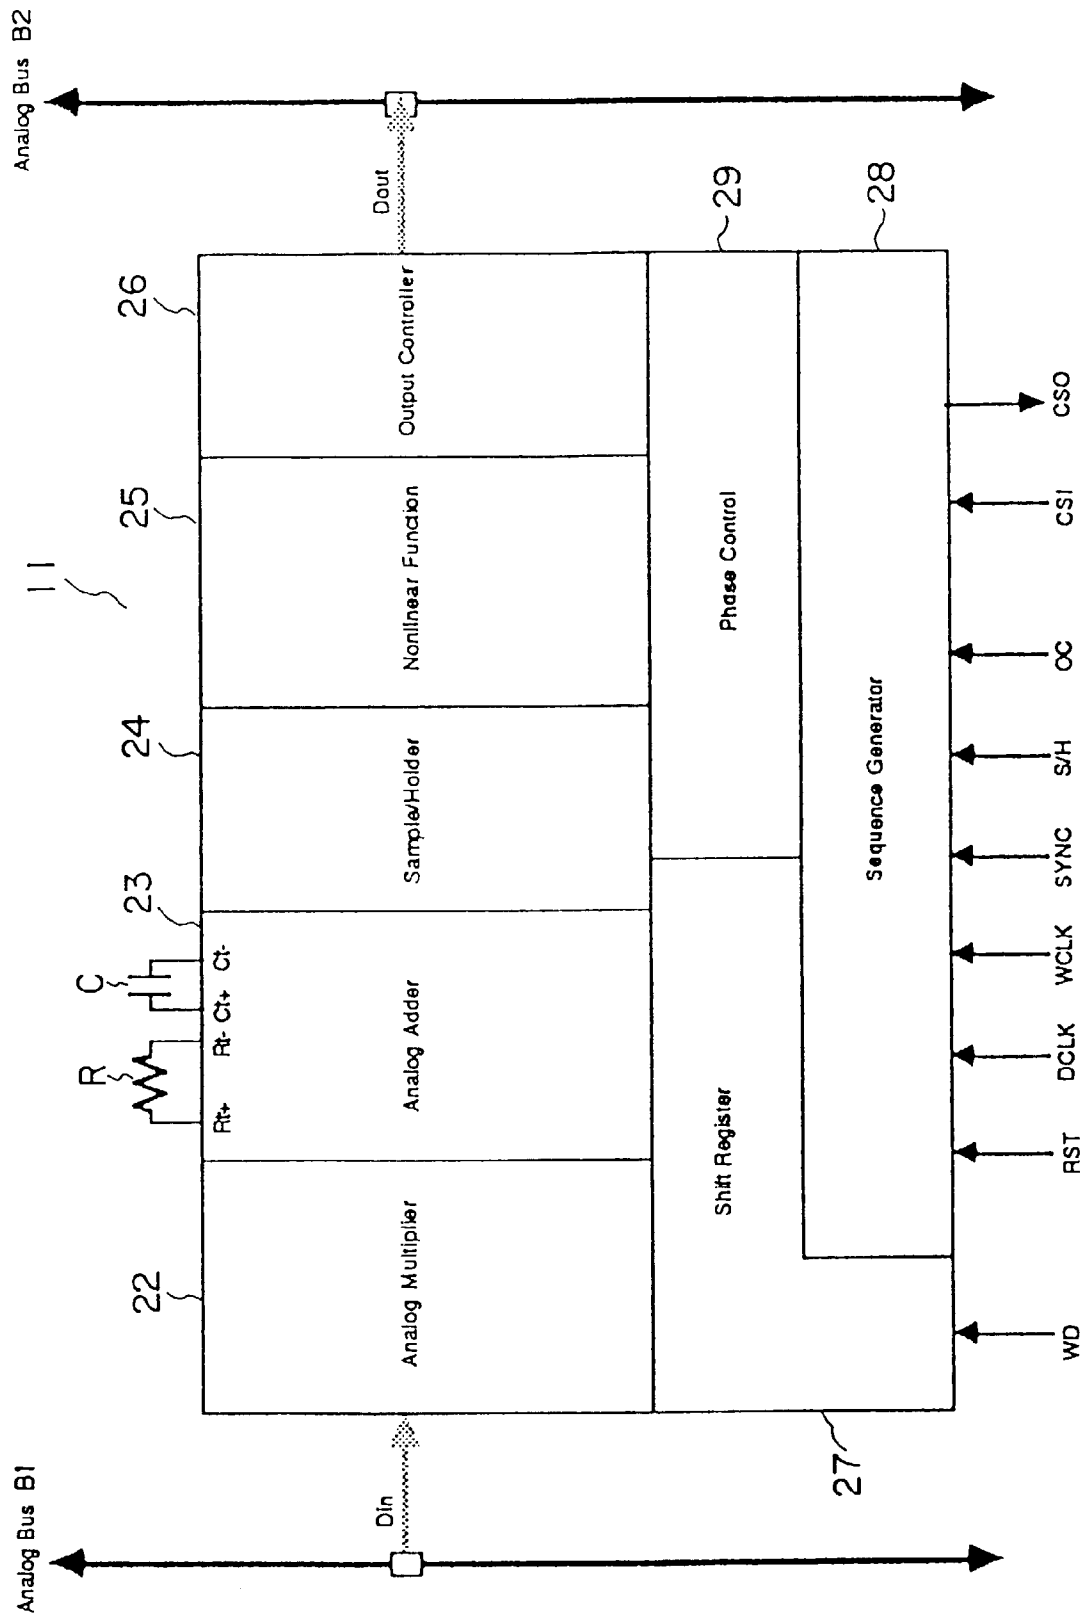 Analog Bus B1
Analog Bus B2
11
22
23
24
25
26
R
C
Rt+
Rt-
Ct+
Ct-
Din
Analog Multiplier
Analog Adder
Sample/Holder
Nonlinear Function
Output Controller
Dout
Shift Register
Phase Control
29
Sequence Generator
28
27
WD
RST
DCLK
WCLK
SYNC
S/H
OC
CSI
CSO